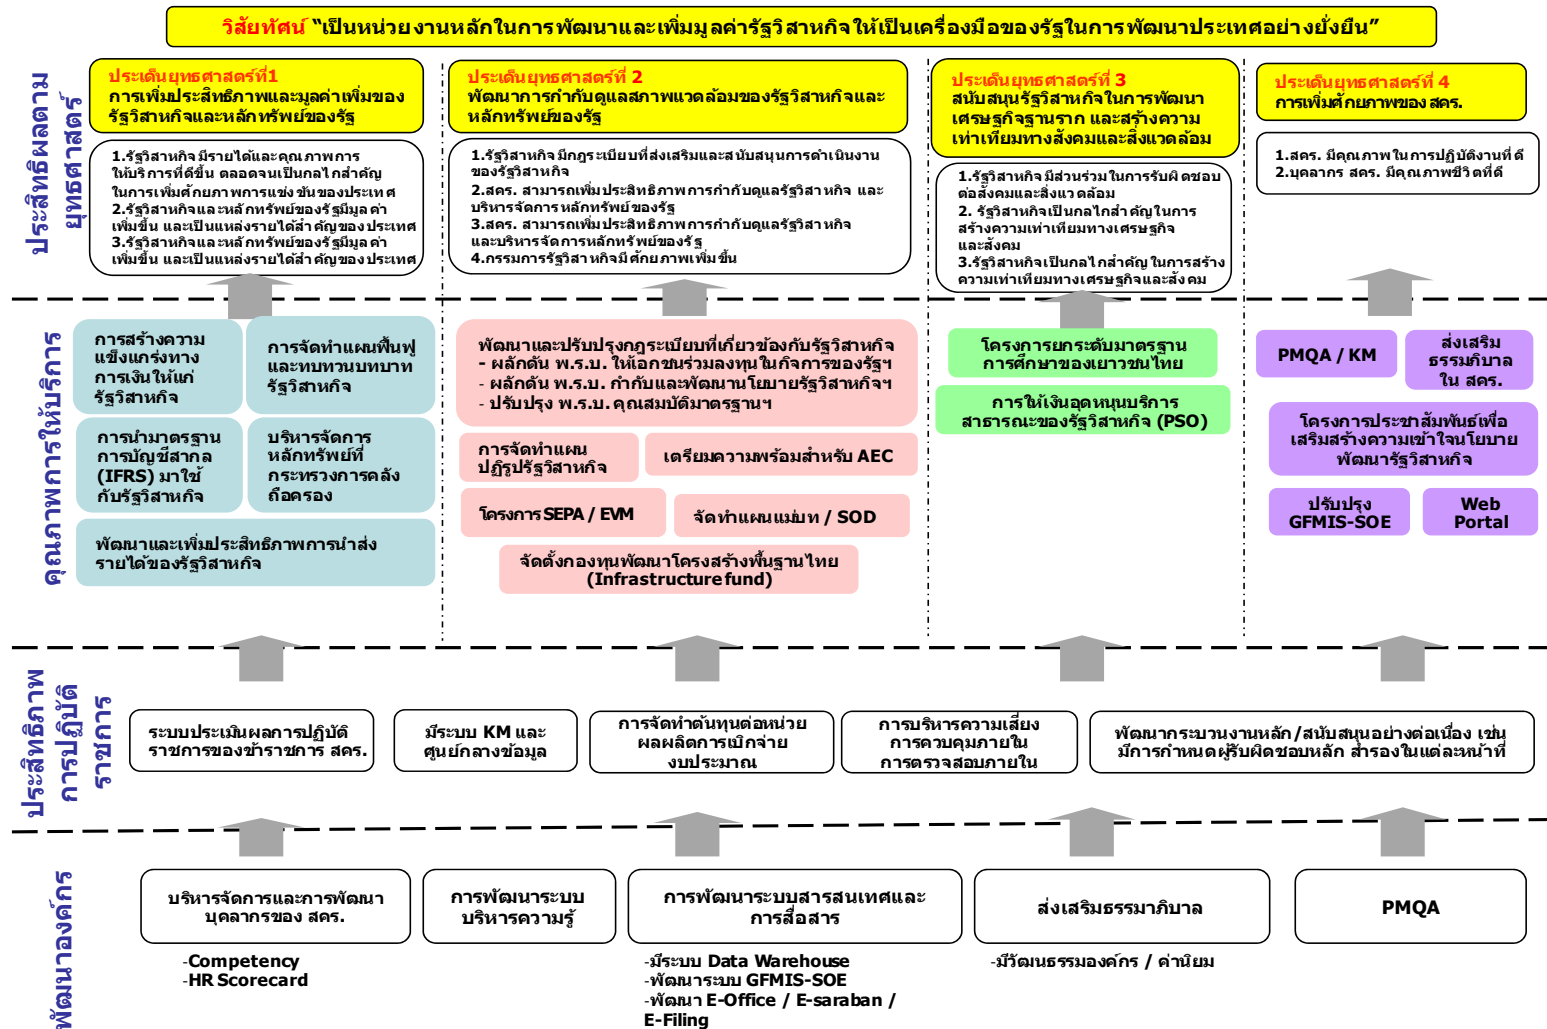 วิสัยทัศน์ “เป็นหน่วยงานหลักในการพัฒนาและเพิ่มมูลค่ารัฐวิสาหกิจให้เป็นเครื่องมือของรัฐในการพัฒนาประเทศอย่างยั่งยืน”
ประสิทธิผลตาม
ยุทธศาสตร์
ประเด็นยุทธศาสตร์ที่1
การเพิ่มประสิทธิภาพและมูลค่าเพิ่มของ
รัฐวิสาหกิจและหลักทรัพย์ของรัฐ
1.รัฐวิสาหกิจมีรายได้และคุณภาพการ
ให้บริการที่ดีขึ้น ตลอดจนเป็นกลไกสำคัญ
ในการเพิ่มศักยภาพการแข่งขันของประเทศ
2.รัฐวิสาหกิจและหลักทรัพย์ของรัฐมีมูลค่า
เพิ่มขึ้น และเป็นแหล่งรายได้สำคัญของประเทศ
3.รัฐวิสาหกิจและหลักทรัพย์ของรัฐมีมูลค่า
เพิ่มขึ้น และเป็นแหล่งรายได้สำคัญของประเทศ
ประเด็นยุทธศาสตร์ที่ 2
พัฒนาการกำกับดูแลสภาพแวดล้อมของรัฐวิสาหกิจและ
หลักทรัพย์ของรัฐ
1.รัฐวิสาหกิจมีกฎระเบียบที่ส่งเสริมและสนับสนุนการดำเนินงาน
ของรัฐวิสาหกิจ
2.สคร. สามารถเพิ่มประสิทธิภาพการกำกับดูแลรัฐวิสาหกิจ และ
บริหารจัดการหลักทรัพย์ของรัฐ
3.สคร. สามารถเพิ่มประสิทธิภาพการกำกับดูแลรัฐวิสาหกิจ
และบริหารจัดการหลักทรัพย์ของรัฐ
4.กรรมการรัฐวิสาหกิจมีศักยภาพเพิ่มขึ้น
ประเด็นยุทธศาสตร์ที่ 3
สนับสนุนรัฐวิสาหกิจในการพัฒนา
เศรษฐกิจฐานราก และสร้างความ
เท่าเทียมทางสังคมและสิ่งแวดล้อม
1.รัฐวิสาหกิจมีส่วนร่วมในการรับผิดชอบ
ต่อสังคมและสิ่งแวดล้อม
2. รัฐวิสาหกิจเป็นกลไกสำคัญในการ
สร้างความเท่าเทียมทางเศรษฐกิจ
และสังคม
3.รัฐวิสาหกิจเป็นกลไกสำคัญในการสร้าง
ความเท่าเทียมทางเศรษฐกิจและสังคม
ประเด็นยุทธศาสตร์ที่ 4
การเพิ่มศักยภาพของ สคร.
1.สคร. มีคุณภาพในการปฏิบัติงานที่ดี
2.บุคลากร สคร. มีคุณภาพชีวิตที่ดี
คุณภาพการให้บริการ
การสร้างความ
แข็งแกร่งทาง
การเงินให้แก่
รัฐวิสาหกิจ
การจัดทำแผนฟื้นฟู
และทบทวนบทบาท
รัฐวิสาหกิจ
การนำมาตรฐาน
การบัญชีสากล
(IFRS) มาใช้
กับรัฐวิสาหกิจ
บริหารจัดการ
หลักทรัพย์ที่
กระทรวงการคลัง
ถือครอง
พัฒนาและเพิ่มประสิทธิภาพการนำส่ง
รายได้ของรัฐวิสาหกิจ
พัฒนาและปรับปรุงกฎระเบียบที่เกี่ยวข้องกับรัฐวิสาหกิจ
- ผลักดัน พ.ร.บ. ให้เอกชนร่วมลงทุนในกิจการของรัฐฯ
- ผลักดัน พ.ร.บ. กำกับและพัฒนานโยบายรัฐวิสาหกิจฯ
- ปรับปรุง พ.ร.บ. คุณสมบัติมาตรฐานฯ
การจัดทำแผน
ปฏิรูปรัฐวิสาหกิจ
เตรียมความพร้อมสำหรับ AEC
โครงการ SEPA / EVM
จัดทำแผนแม่บท / SOD
จัดตั้งกองทุนพัฒนาโครงสร้างพื้นฐานไทย
(Infrastructure fund)
โครงการยกระดับมาตรฐาน
การศึกษาของเยาวชนไทย
การให้เงินอุดหนุนบริการ
สาธารณะของรัฐวิสาหกิจ (PSO)
PMQA / KM
ส่งเสริม
ธรรมภิบาล
ใน สคร.
โครงการประชาสัมพันธ์เพื่อ
เสริมสร้างความเข้าใจนโยบาย
พัฒนารัฐวิสาหกิจ
ปรับปรุง
GFMIS-SOE
Web
Portal
ประสิทธิภาพ
การปฏิบัติ
ราชการ
ระบบประเมินผลการปฏิบัติ
ราชการของข้าราชการ สคร.
มีระบบ KM และ
ศูนย์กลางข้อมูล
การจัดทำต้นทุนต่อหน่วย
ผลผลิตการเบิกจ่าย
งบประมาณ
การบริหารความเสี่ยง
การควบคุมภายใน
การตรวจสอบภายใน
พัฒนากระบวนงานหลัก/สนับสนุนอย่างต่อเนื่อง เช่น
มีการกำหนดผู้รับผิดชอบหลัก สำรองในแต่ละหน้าที่
พัฒนาองค์กร
บริหารจัดการและการพัฒนา
บุคลากรของ สคร.
-Competency
-HR Scorecard
การพัฒนาระบบ
บริหารความรู้
การพัฒนาระบบสารสนเทศและ
การสื่อสาร
-มีระบบ Data Warehouse
-พัฒนาระบบ GFMIS-SOE
-พัฒนา E-Office / E-saraban /
E-Filing
ส่งเสริมธรรมาภิบาล
-มีวัฒนธรรมองค์กร / ค่านิยม
PMQA